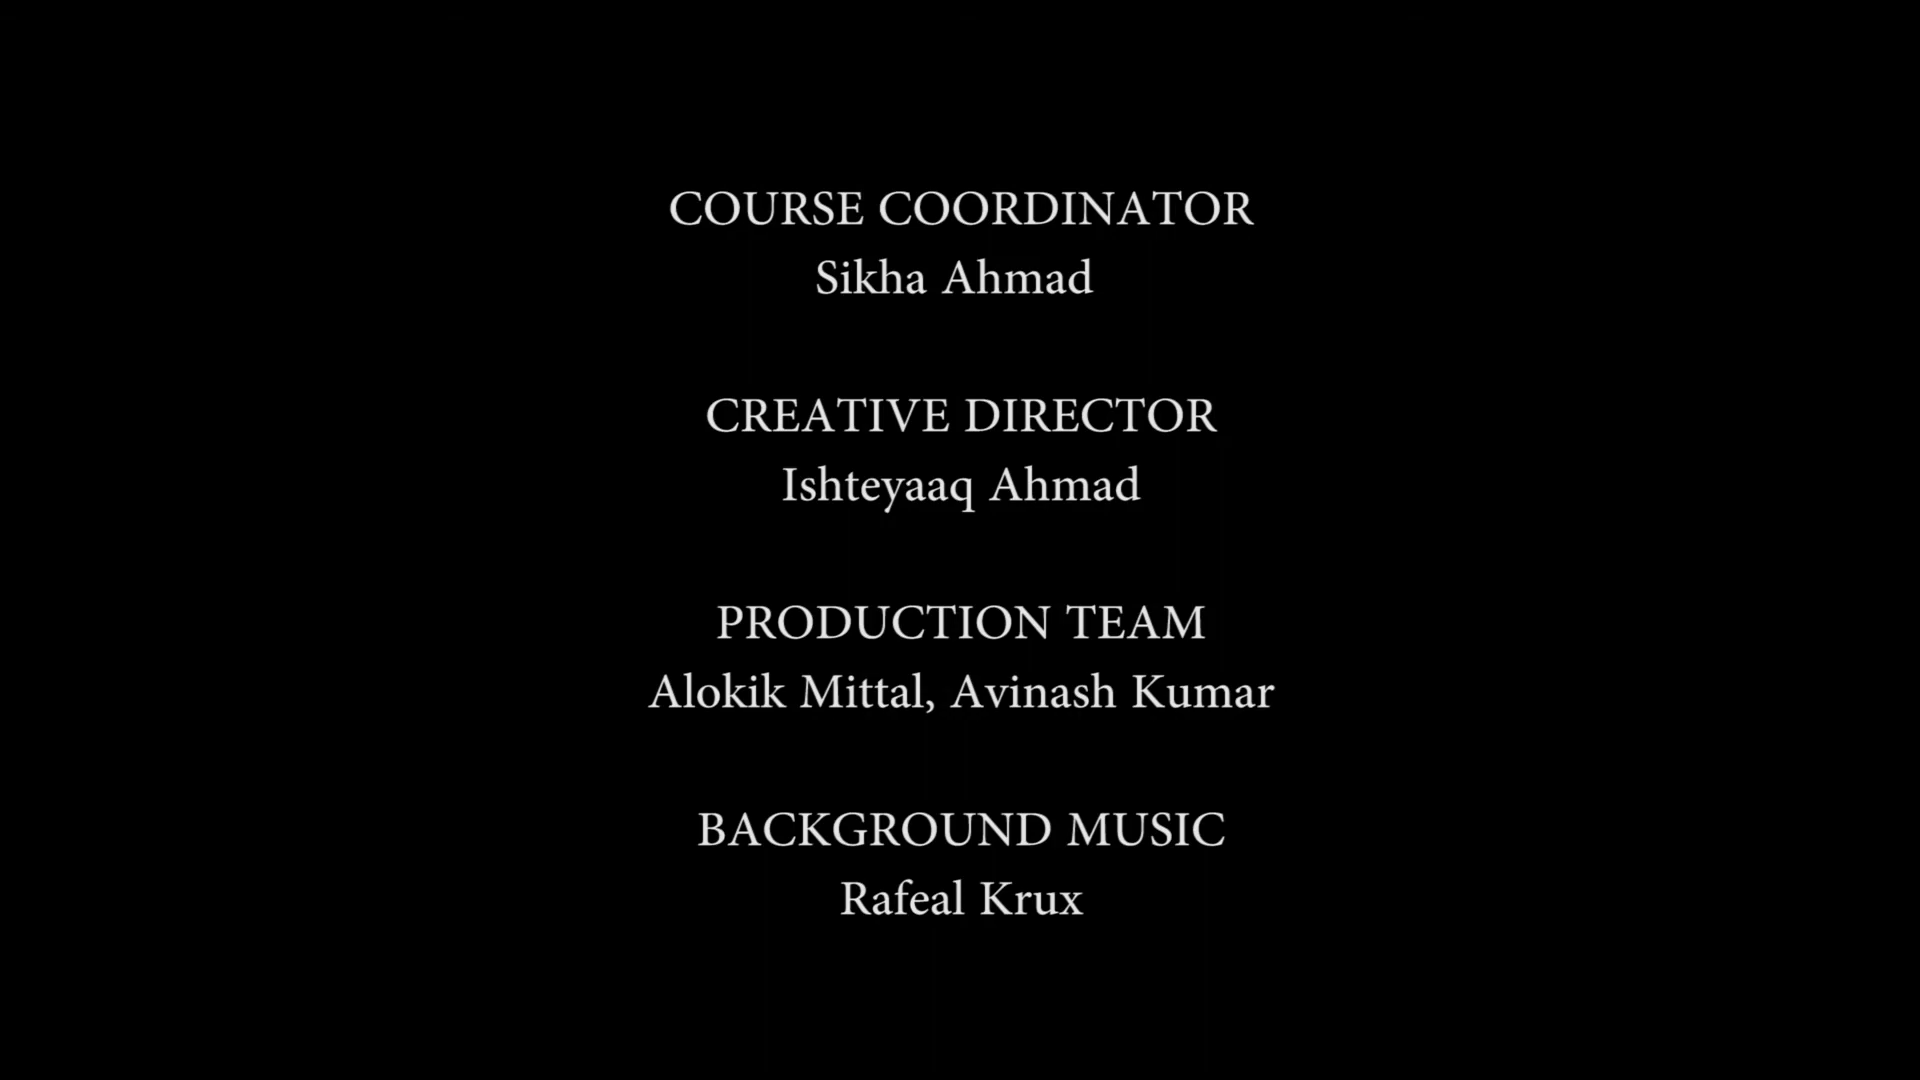 COURSE COORDINATOR
Sikha Ahmad
CREATIVE DIRECTOR
Ishteyaaq Ahmad
PRODUCTION TEAM
Alokik Mittal, Avinash Kumar
BACKGROUND MUSIC
Rafeal Krux